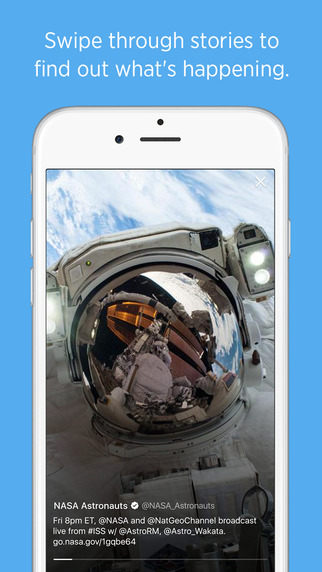 Swipe through stories to
find out what's happening.
NASA Astronauts @NASA_Astronauts
Fri 8pm ET, @NASA and @NatGeoChannel broadcast
live from #ISS w/ @AstroRM, @Astro_Wakata.
go.nasa.gov/1gqbe64